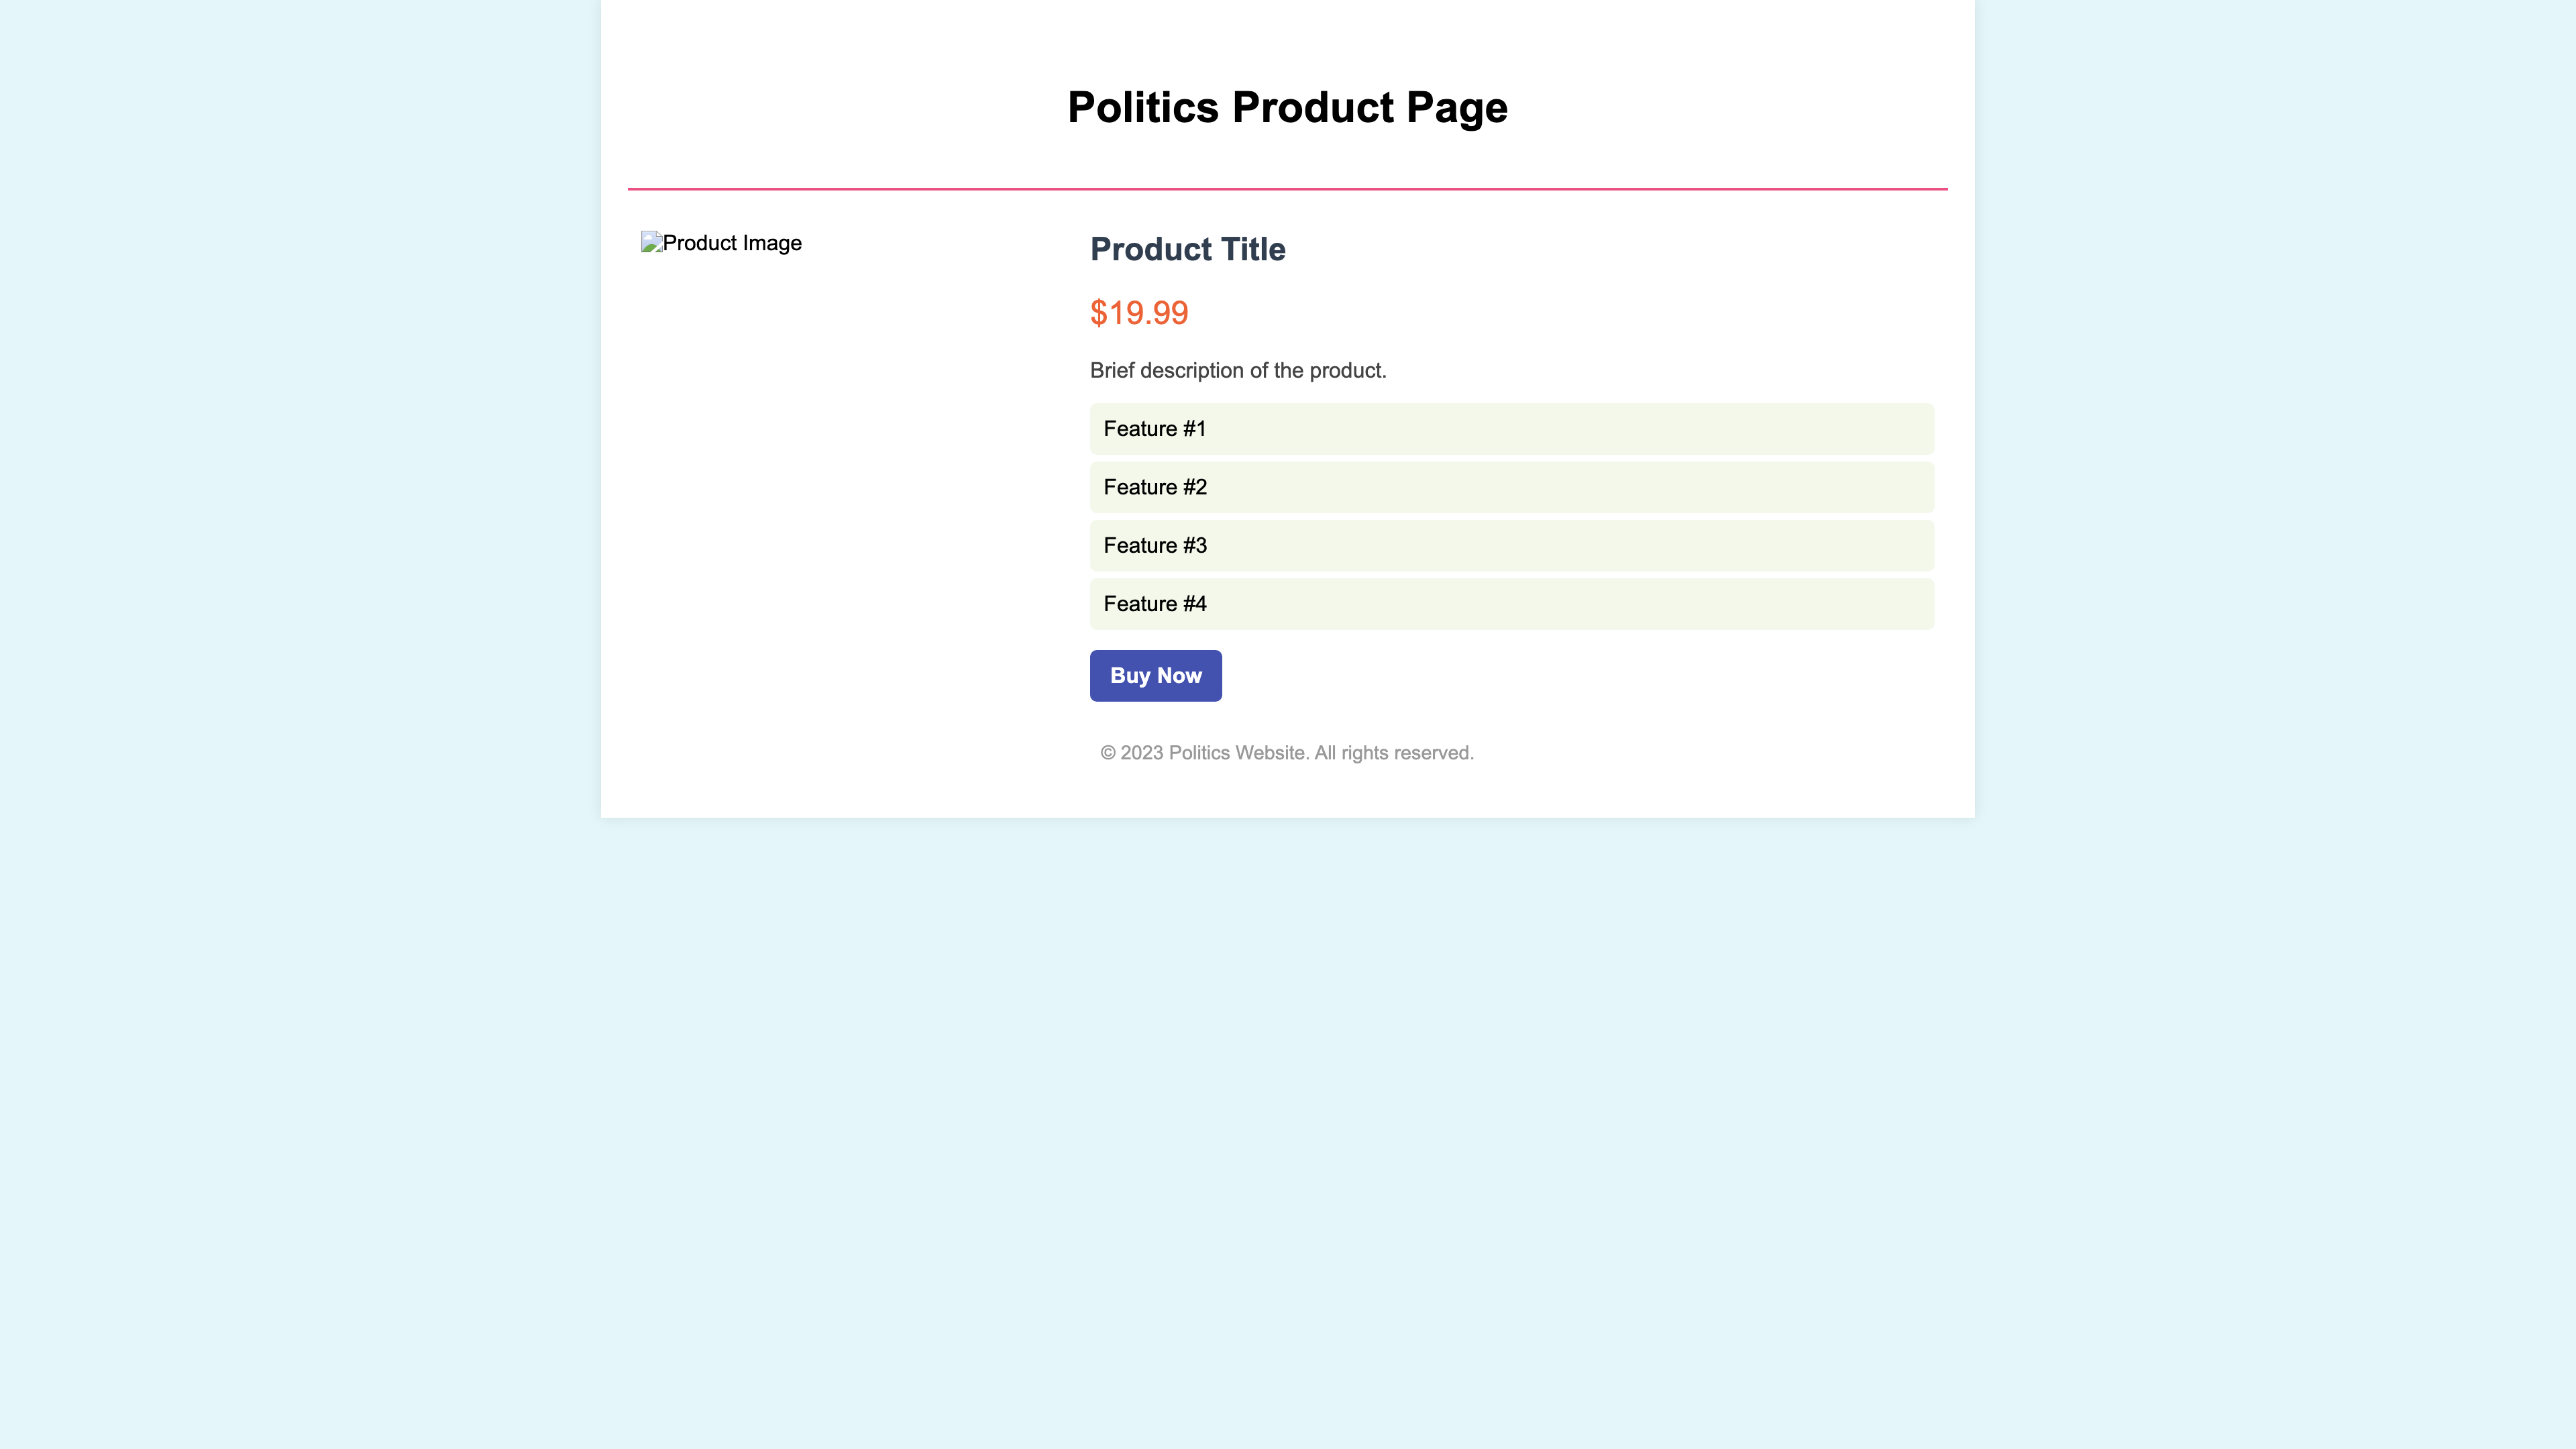 Politics Product Page
Product Image
Product Title
$19.99
Brief description of the product.
Feature #1
Feature #2
Feature #3
Feature #4
Buy Now
© 2023 Politics Website. All rights reserved.